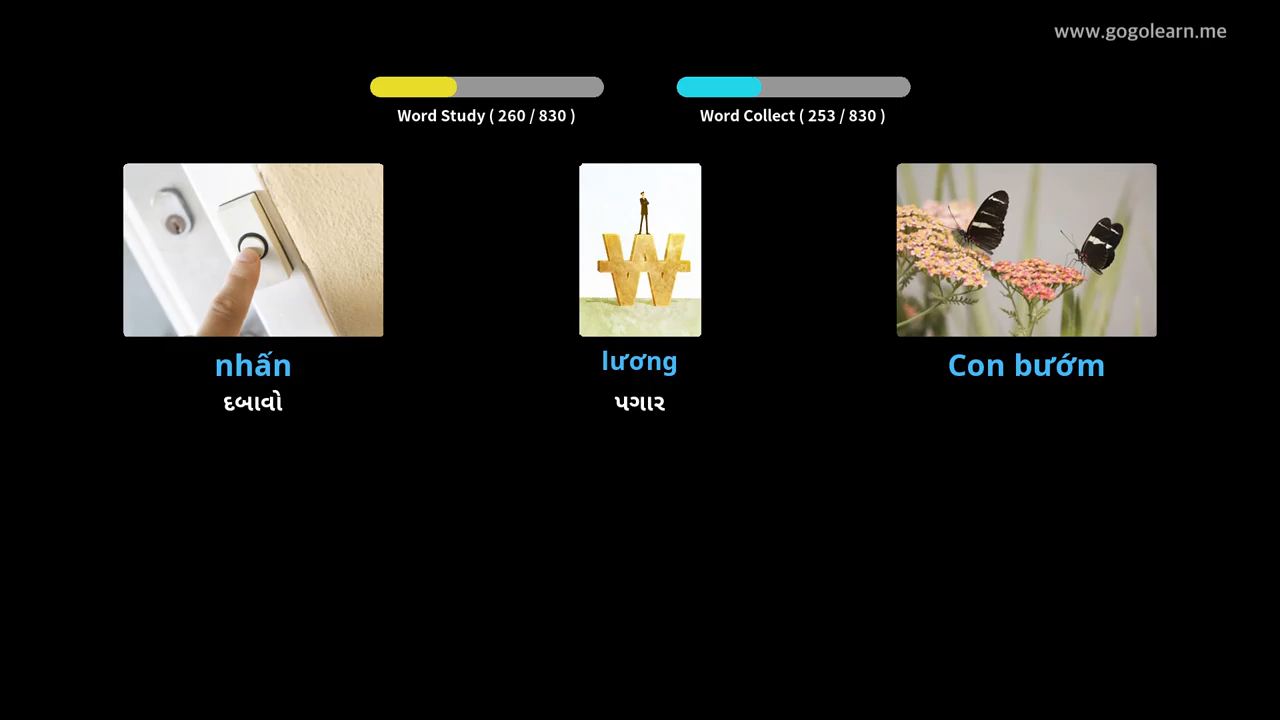 www.gogolearn.me
Word Study ( 260 / 830 )
Word Collect ( 253 / 830 )
nhấn
દબાવો
lương
પગાર
Con bướm